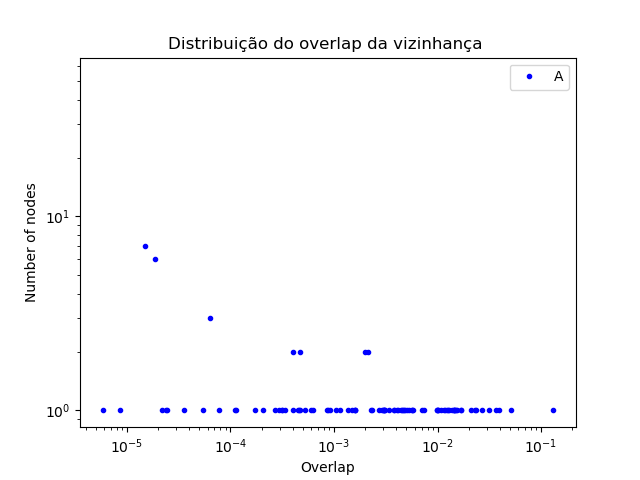 Distribuição do overlap da vizinhança
A
Number of nodes
10¹
10⁰
10⁻⁵ 10⁻⁴ 10⁻³ 10⁻² 10⁻¹
Overlap